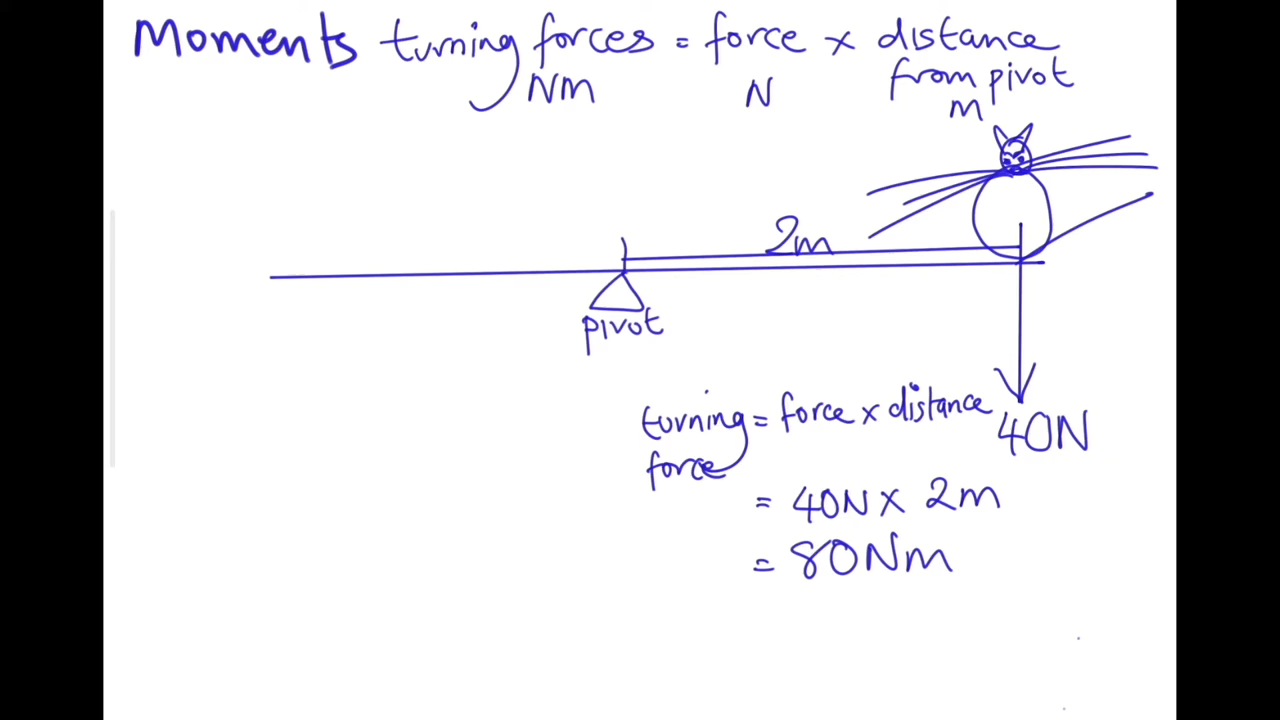 Moments turning forces = force x distance
from pivot
Nm N m
2m
pivot
turning = force x distance
force
40N
= 40N x 2m
= 80Nm